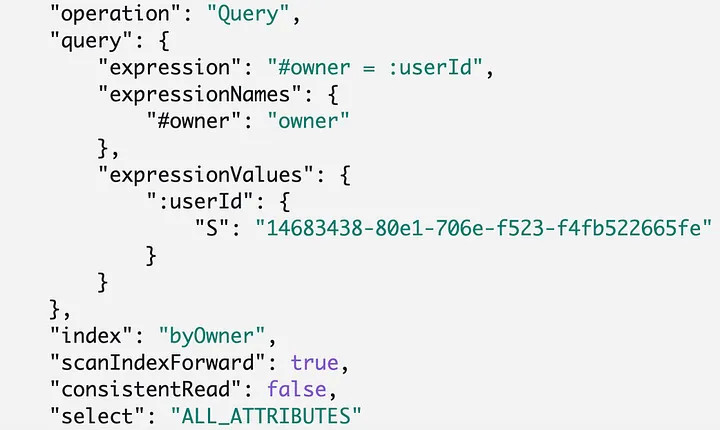 "operation": "Query",
"query": {
"expression": "#owner = :userId",
"expressionNames": {
"#owner": "owner"
},
"expressionValues": {
":userId": {
"S": "14683438-80e1-706e-f523-f4fb522665fe"
}
}
},
"index": "byOwner",
"scanIndexForward": true,
"consistentRead": false,
"select": "ALL_ATTRIBUTES"